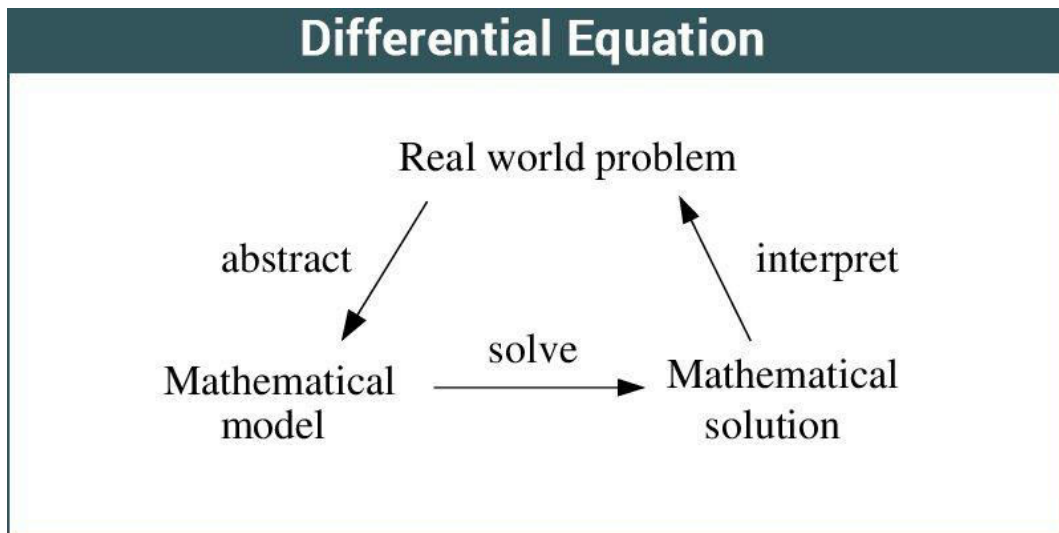 Differential Equation
Real world problem
abstract
interpret
solve
Mathematical
model
Mathematical
solution